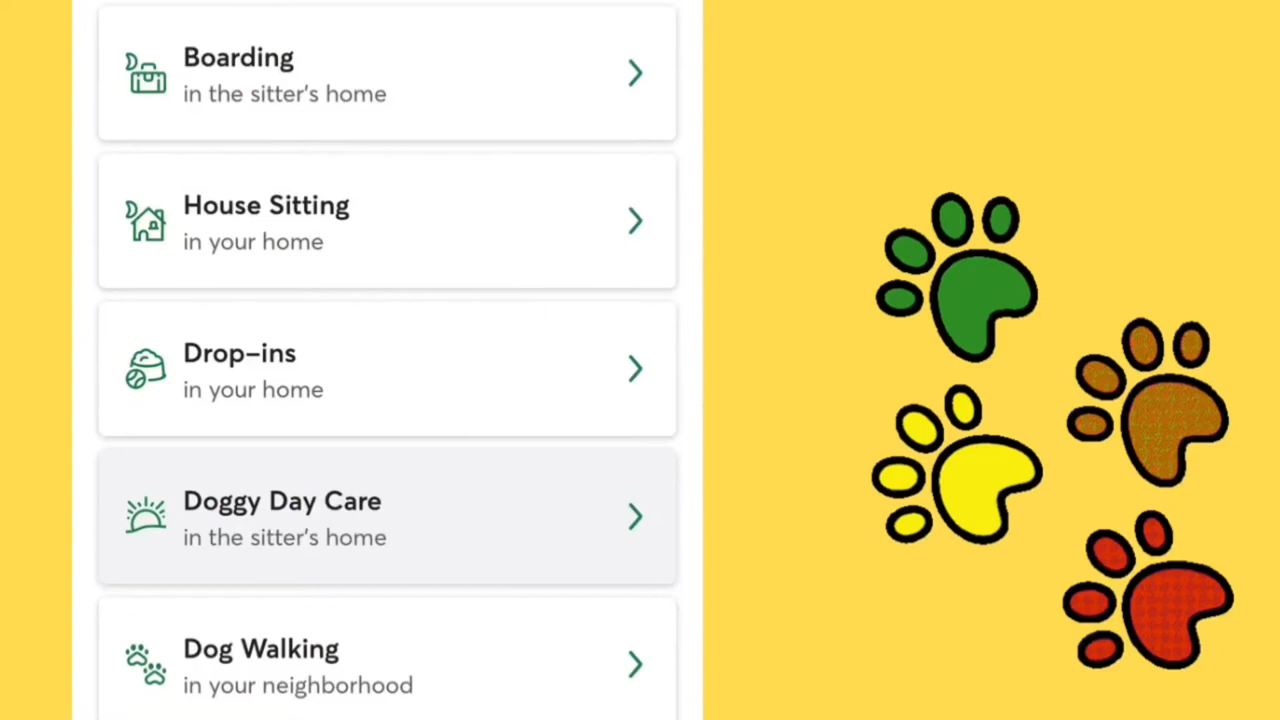 Boarding
in the sitter's home
House Sitting
in your home
Drop-ins
in your home
Doggy Day Care
in the sitter's home
Dog Walking
in your neighborhood